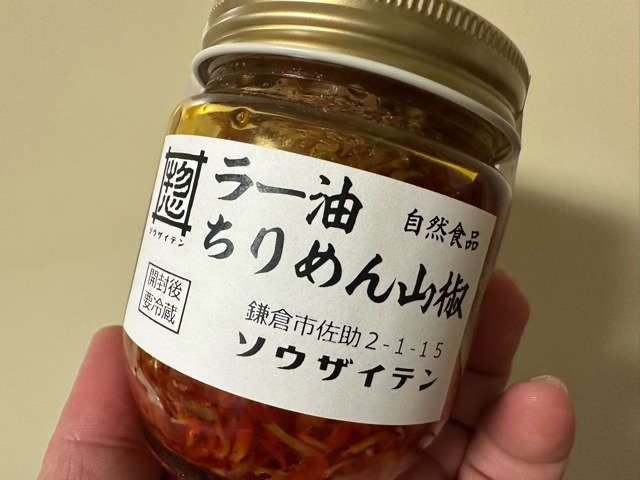 惣
ソウザイテン
ラー油
自然食品
ちりめん山椒
開封後
要冷蔵
鎌倉市佐助2-1-15
ソウザイテン